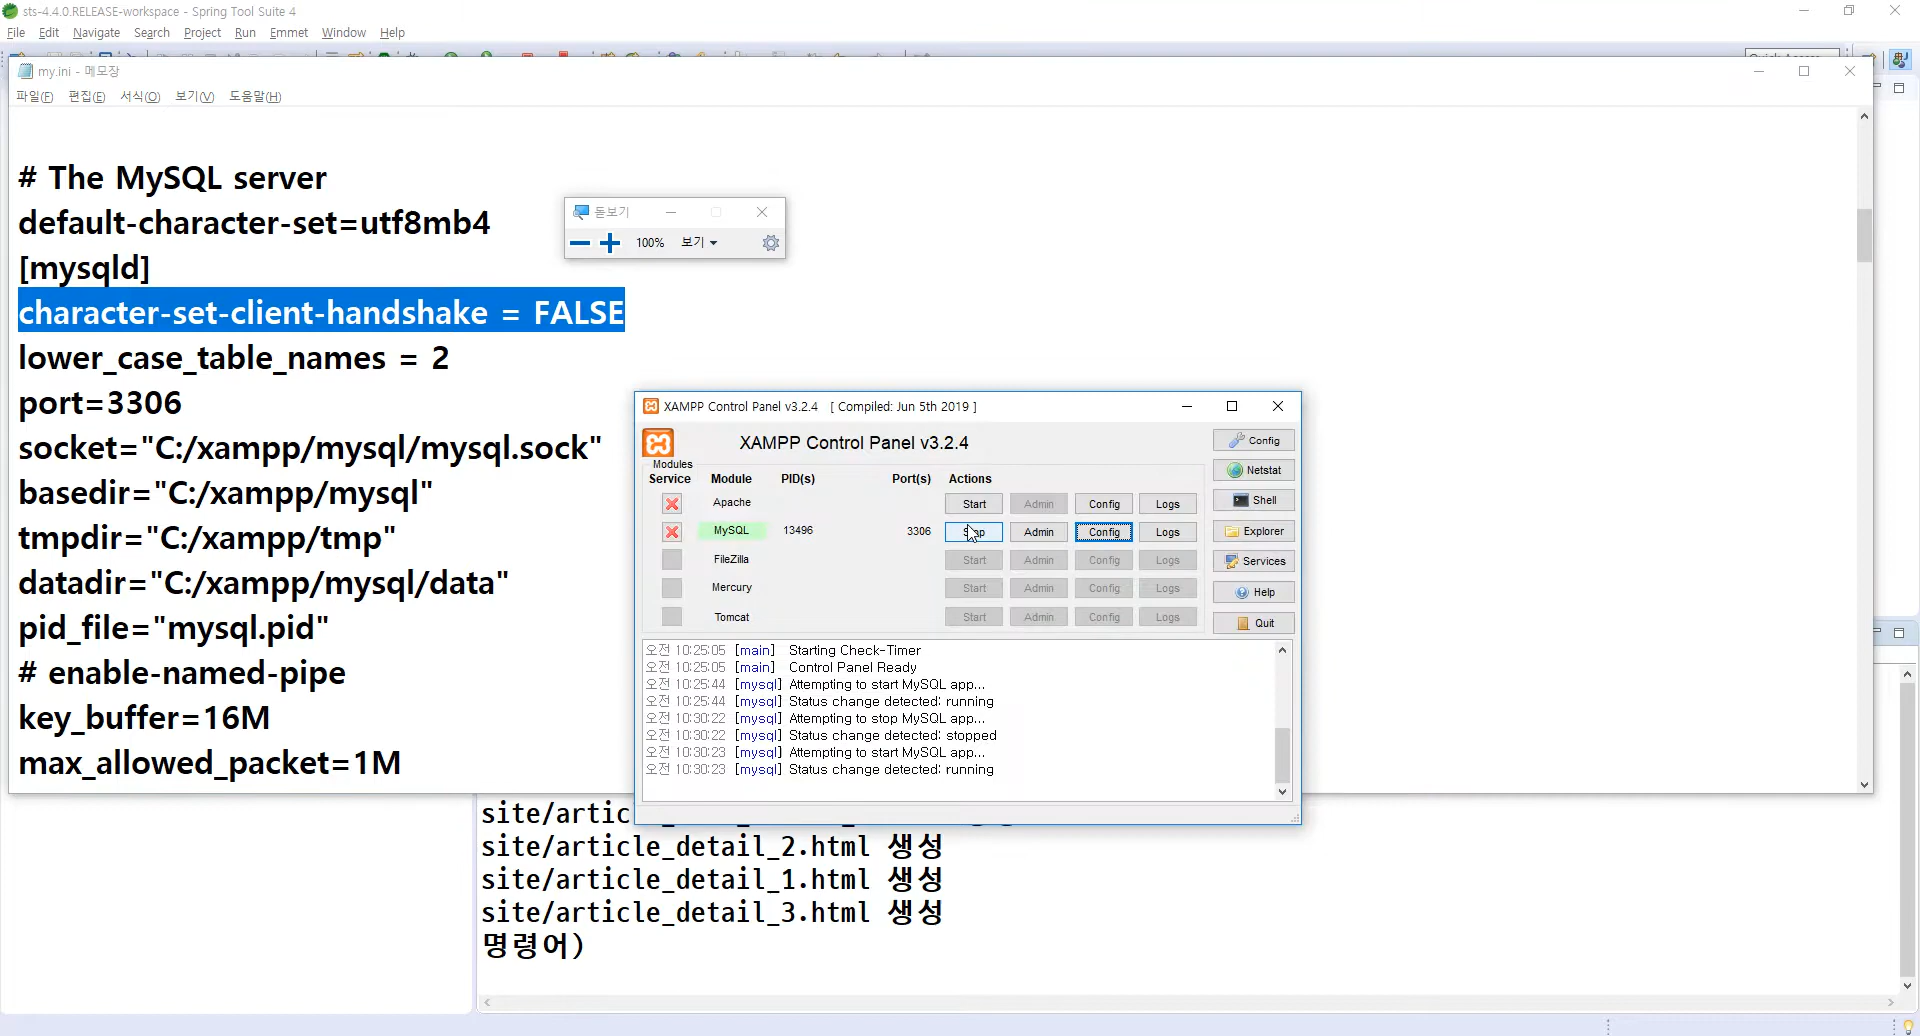 sts-4.4.0.RELEASE-workspace - Spring Tool Suite 4
File Edit Navigate Search Project Run Emmet Window Help
my.ini - 메모장
파일(F) 편집(E) 서식(O) 보기(V) 도움말(H)
# The MySQL server
default-character-set=utf8mb4
[mysqld]
character-set-client-handshake = FALSE
lower_case_table_names = 2
port=3306
socket="C:/xampp/mysql/mysql.sock"
basedir="C:/xampp/mysql"
tmpdir="C:/xampp/tmp"
datadir="C:/xampp/mysql/data"
pid_file="mysql.pid"
# enable-named-pipe
key_buffer=16M
max_allowed_packet=1M
돋보기
100% 보기
XAMPP Control Panel v3.2.4 [ Compiled: Jun 5th 2019 ]
XAMPP Control Panel v3.2.4
Modules
Service Module PID(s) Port(s) Actions
Apache Start Admin Config Logs
MySQL 13496 3306 Admin Config Logs
FileZilla Start Admin Config Logs
Mercury Start Admin Config Logs
Tomcat Start Admin Config Logs
Config
Netstat
Shell
Explorer
Services
Help
Quit
오전 10:25:05 [main] Starting Check-Timer
오전 10:25:05 [main] Control Panel Ready
오전 10:25:44 [mysql] Attempting to start MySQL app...
오전 10:25:44 [mysql] Status change detected: running
오전 10:30:22 [mysql] Attempting to stop MySQL app...
오전 10:30:22 [mysql] Status change detected: stopped
오전 10:30:23 [mysql] Attempting to start MySQL app...
오전 10:30:23 [mysql] Status change detected: running
site/artic
site/article_detail_2.html 생성
site/article_detail_1.html 생성
site/article_detail_3.html 생성
명령어)